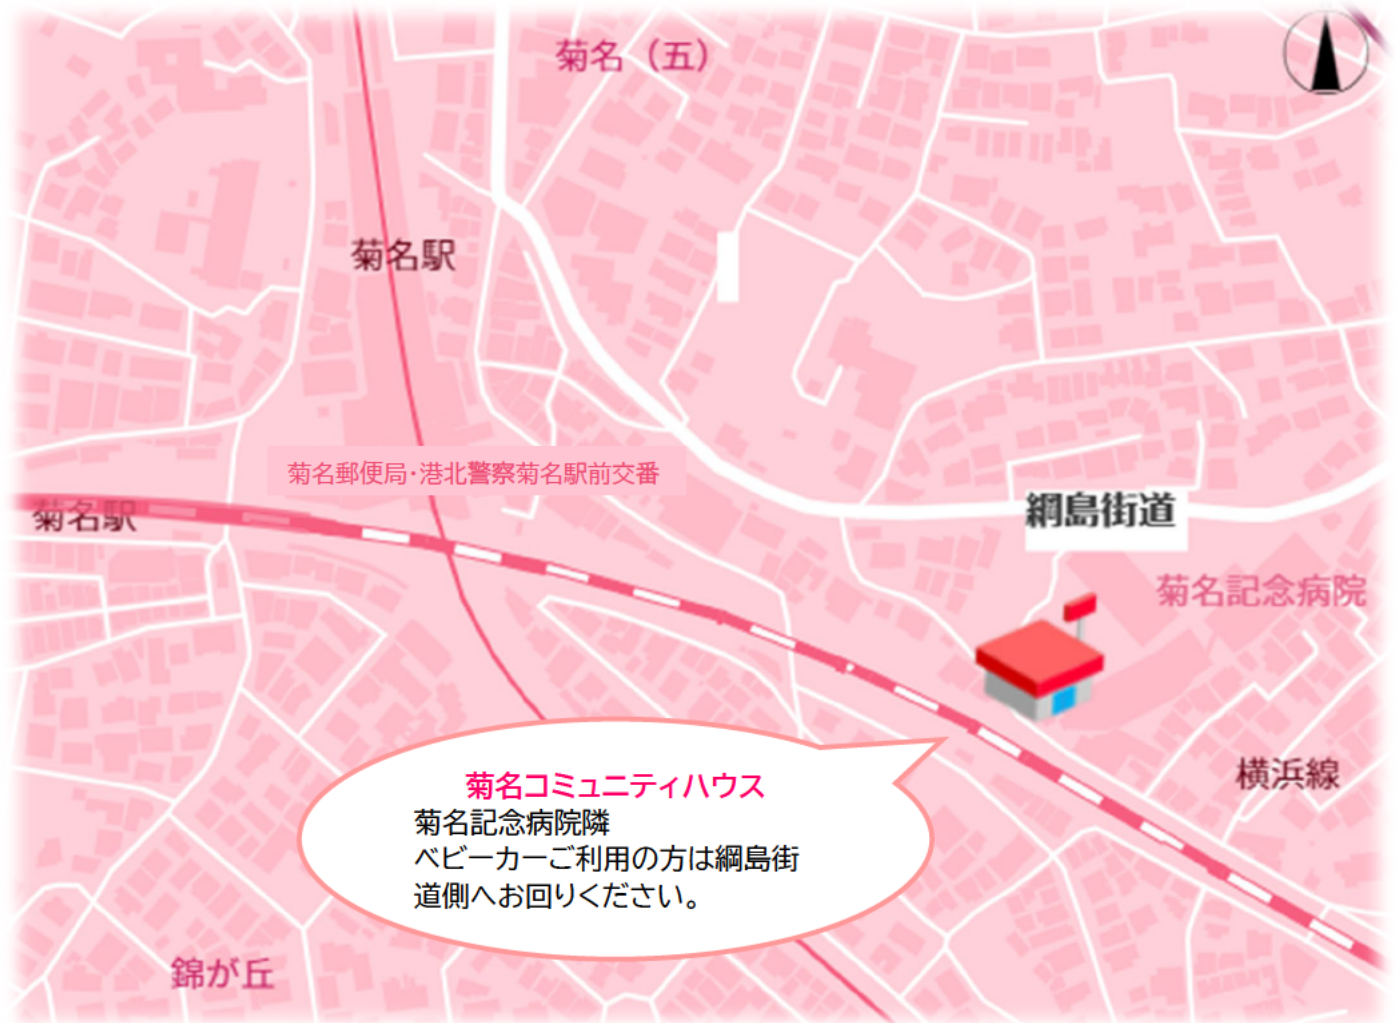 菊名（五）
菊名駅
菊名郵便局・港北警察菊名駅前交番
菊名駅
綱島街道
菊名記念病院
横浜線
菊名コミュニティハウス
菊名記念病院隣
ベビーカーご利用の方は綱島街
道側へお回りください。
錦が丘